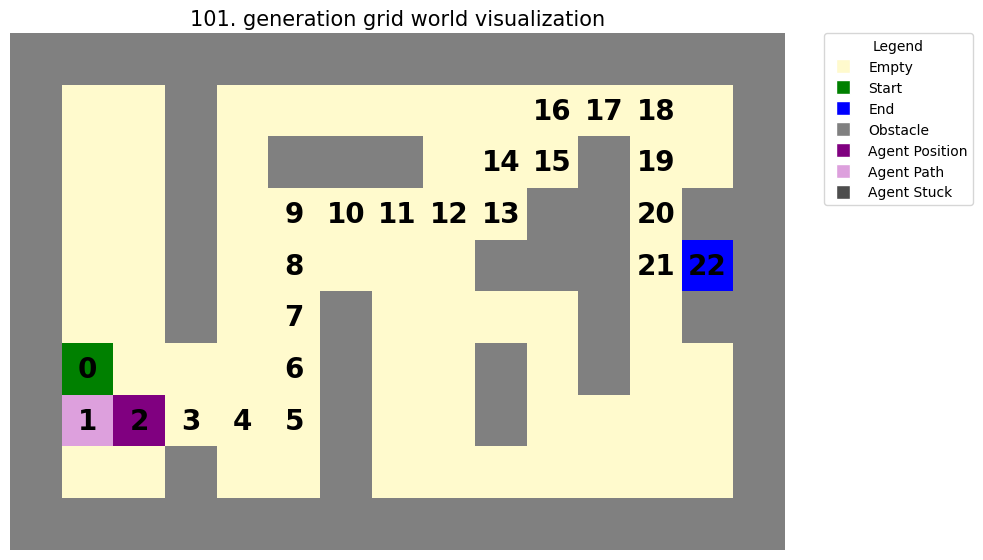 101. generation grid world visualization
16 17 18
14 15 19
9 10 11 12 13 20
8 21 22
7
0 6
1 2 3 4 5
Legend
Empty
Start
End
Obstacle
Agent Position
Agent Path
Agent Stuck